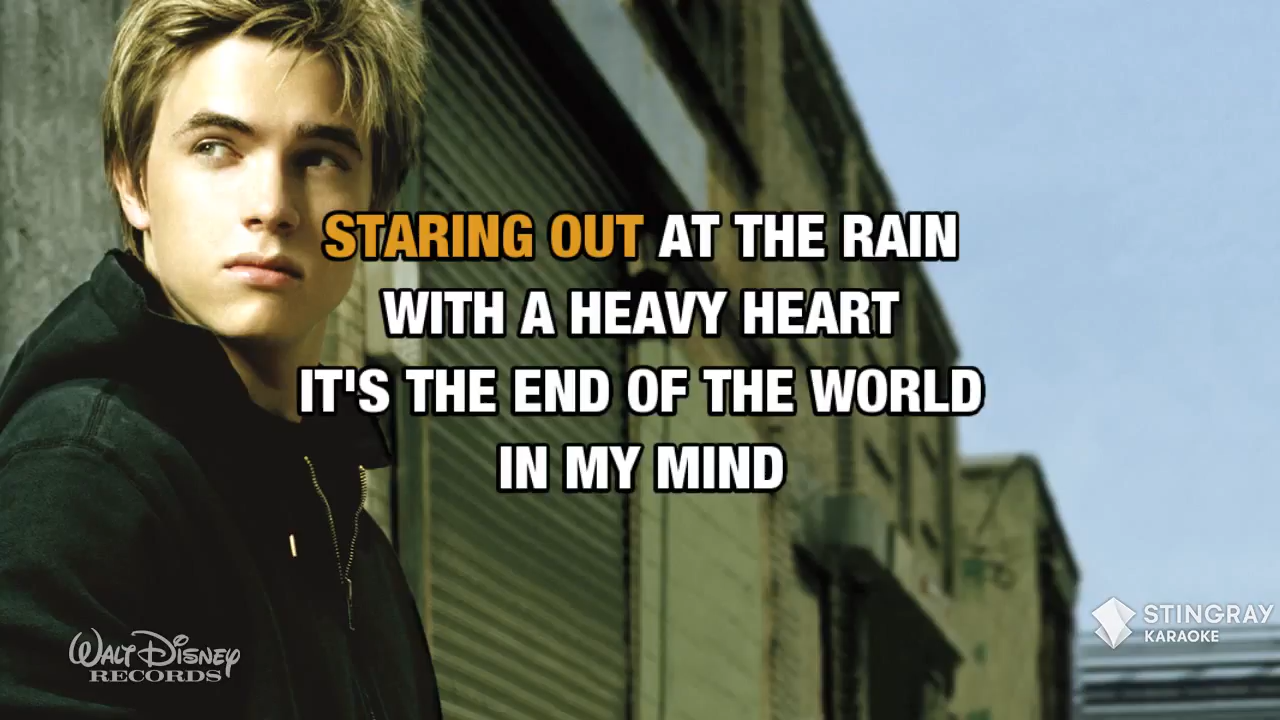 STARING OUT AT THE RAIN
WITH A HEAVY HEART
IT'S THE END OF THE WORLD
IN MY MIND
WALT DISNEY
RECORDS
STINGRAY
KARAOKE